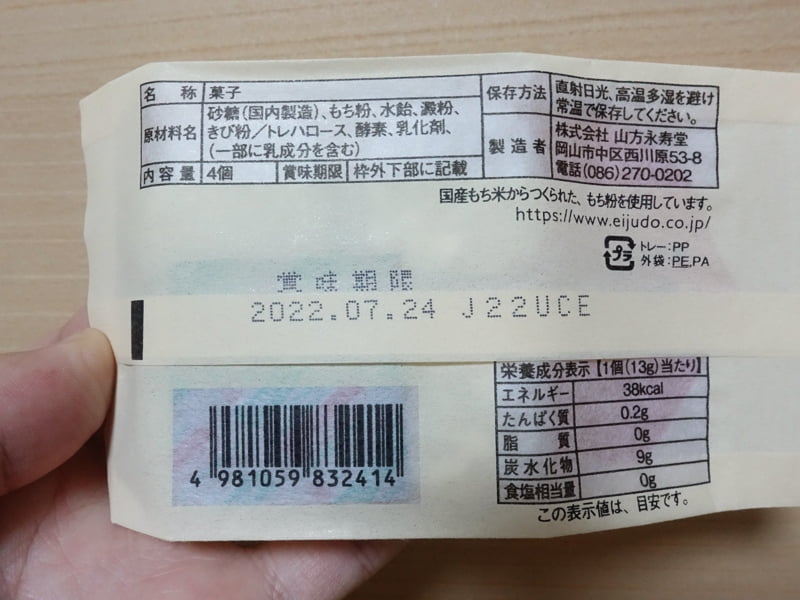 名称 菓子
原材料名 砂糖(国内製造)、もち粉、水飴、澱粉、
きび粉／トレハロース、酵素、乳化剤、
(一部に乳成分を含む)
内容量 4個 賞味期限 枠外下部に記載
保存方法 直射日光、高温多湿を避け
常温で保存してください。
製造者 株式会社 山方永寿堂
岡山市中区西川原53-8
電話(086)270-0202
国産もち米からつくられた、もち粉を使用しています。
https://www.eijudo.co.jp/
プラ トレー:PP
外袋:PE,PA
賞味期限
2022.07.24 J22UCE
栄養成分表示【1個(13g)当たり】
エネルギー 38kcal
たんぱく質 0.2g
脂質 0g
炭水化物 9g
食塩相当量 0g
この表示値は、目安です。
4 981059 832414